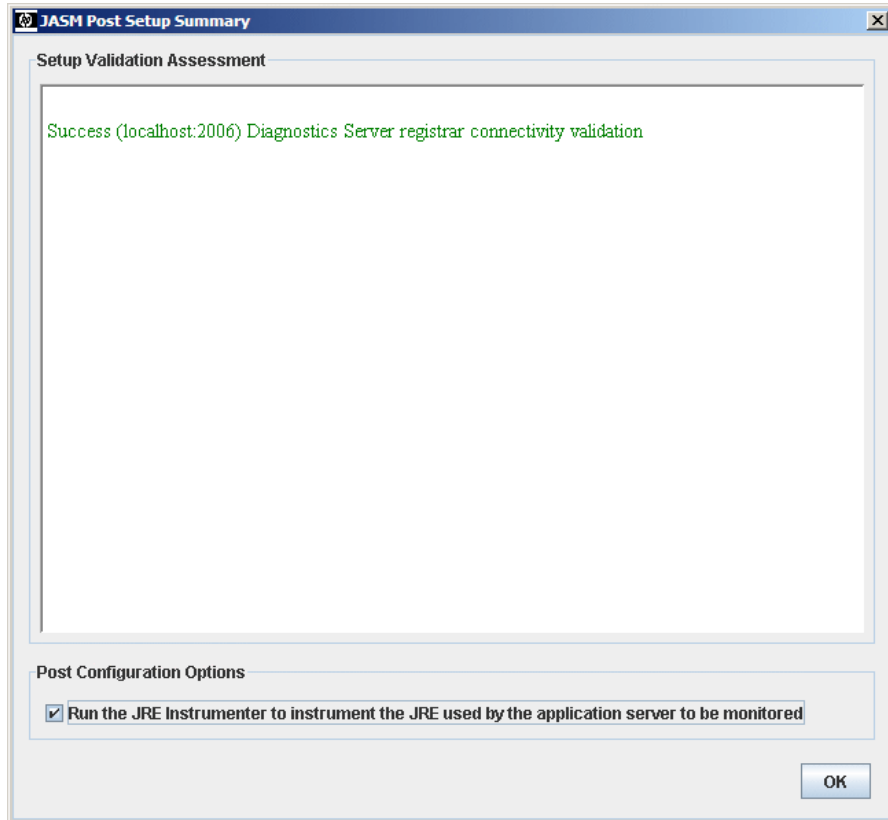 JASM Post Setup Summary
Setup Validation Assessment
Success (localhost:2006) Diagnostics Server registrar connectivity validation
Post Configuration Options
Run the JRE Instrumenter to instrument the JRE used by the application server to be monitored
OK